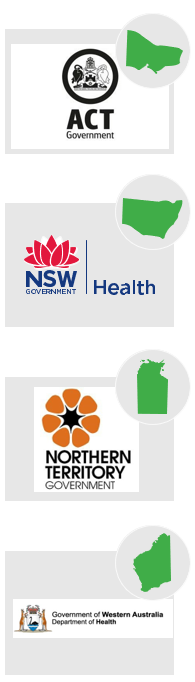 ACT
Government
NSW
GOVERNMENT
Health
NORTHERN
TERRITORY
GOVERNMENT
Government of Western Australia
Department of Health